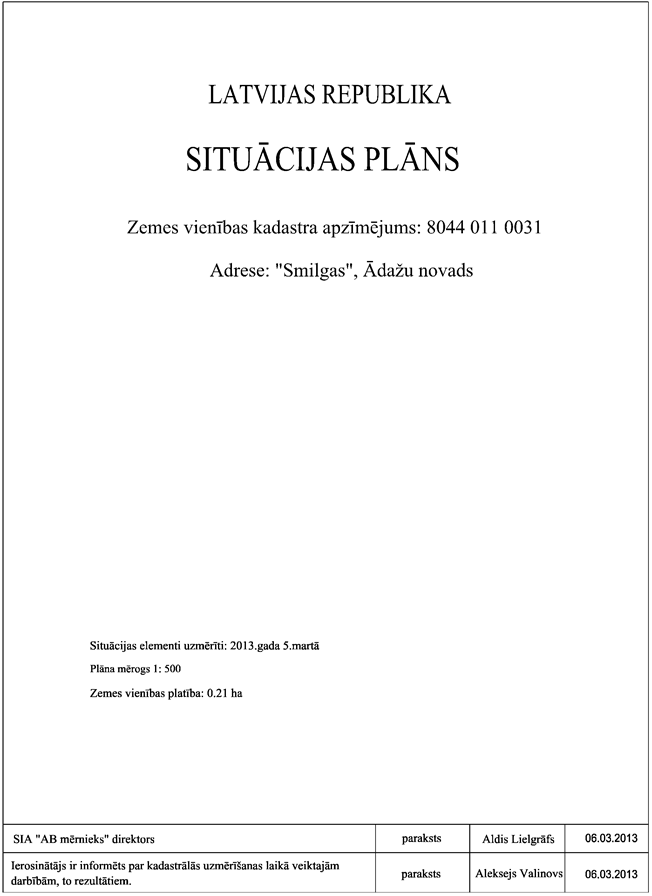 LATVIJAS REPUBLIKA
SITUĀCIJAS PLĀNS
Zemes vienības kadastra apzīmējums: 8044 011 0031
Adrese: "Smilgas", Ādažu novads
Situācijas elementi uzmērīti: 2013.gada 5.martā
Plāna mērogs 1: 500
Zemes vienības platība: 0.21 ha
SIA "AB mērnieks" direktors paraksts Aldis Lielgrāfs 06.03.2013
Ierosinātājs ir informēts par kadastrālās uzmērīšanas laikā veiktajām
darbībām, to rezultātiem. paraksts Aleksejs Valinovs 06.03.2013